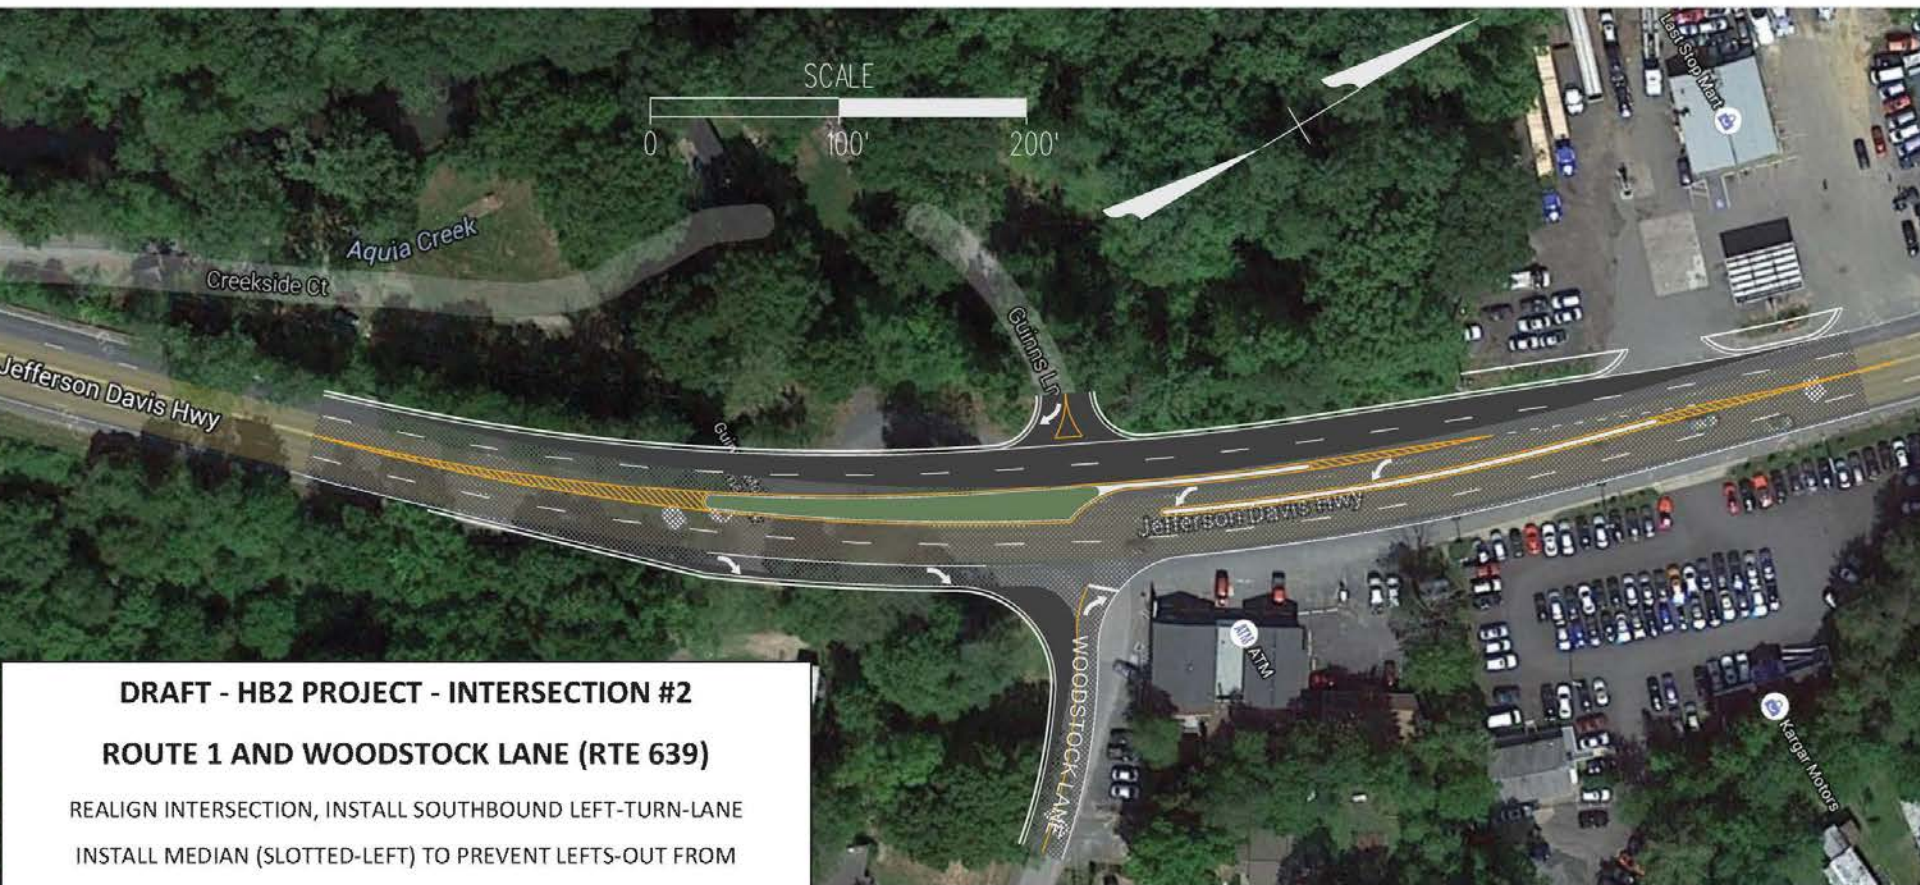 SCALE
0 100' 200'
Last Stop Mart
Aquia Creek
Creekside Ct
Guinns Ln
Jefferson Davis Hwy
Jefferson Davis Hwy
ATM ATM
WOODSTOCK LANE
Kargar Motors
DRAFT - HB2 PROJECT - INTERSECTION #2
ROUTE 1 AND WOODSTOCK LANE (RTE 639)
REALIGN INTERSECTION, INSTALL SOUTHBOUND LEFT-TURN-LANE
INSTALL MEDIAN (SLOTTED-LEFT) TO PREVENT LEFTS-OUT FROM